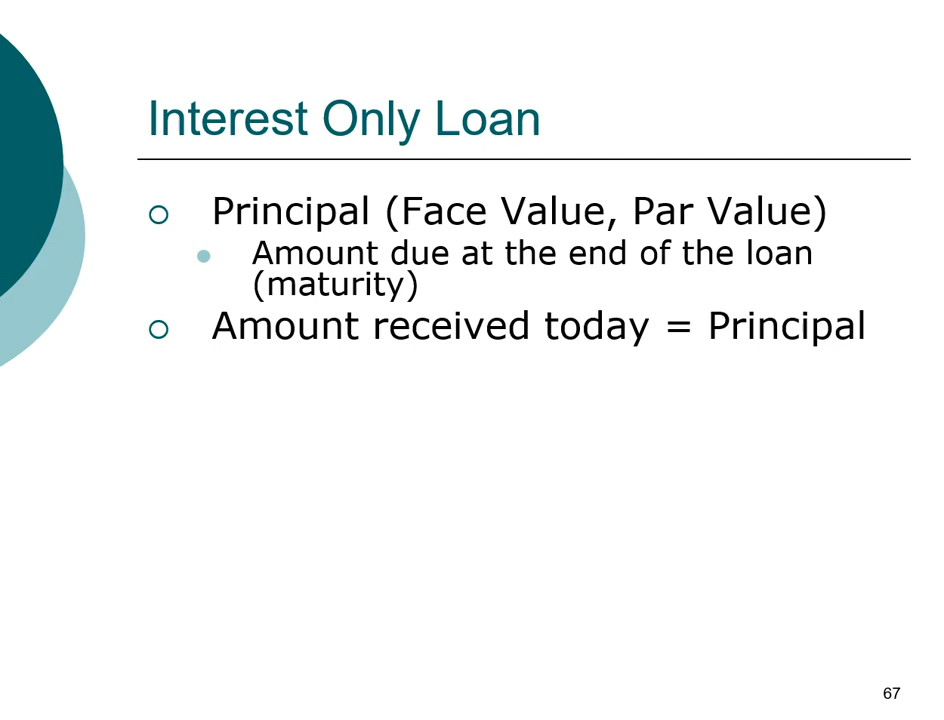 Interest Only Loan
Principal (Face Value, Par Value)
Amount due at the end of the loan
(maturity)
Amount received today = Principal
67